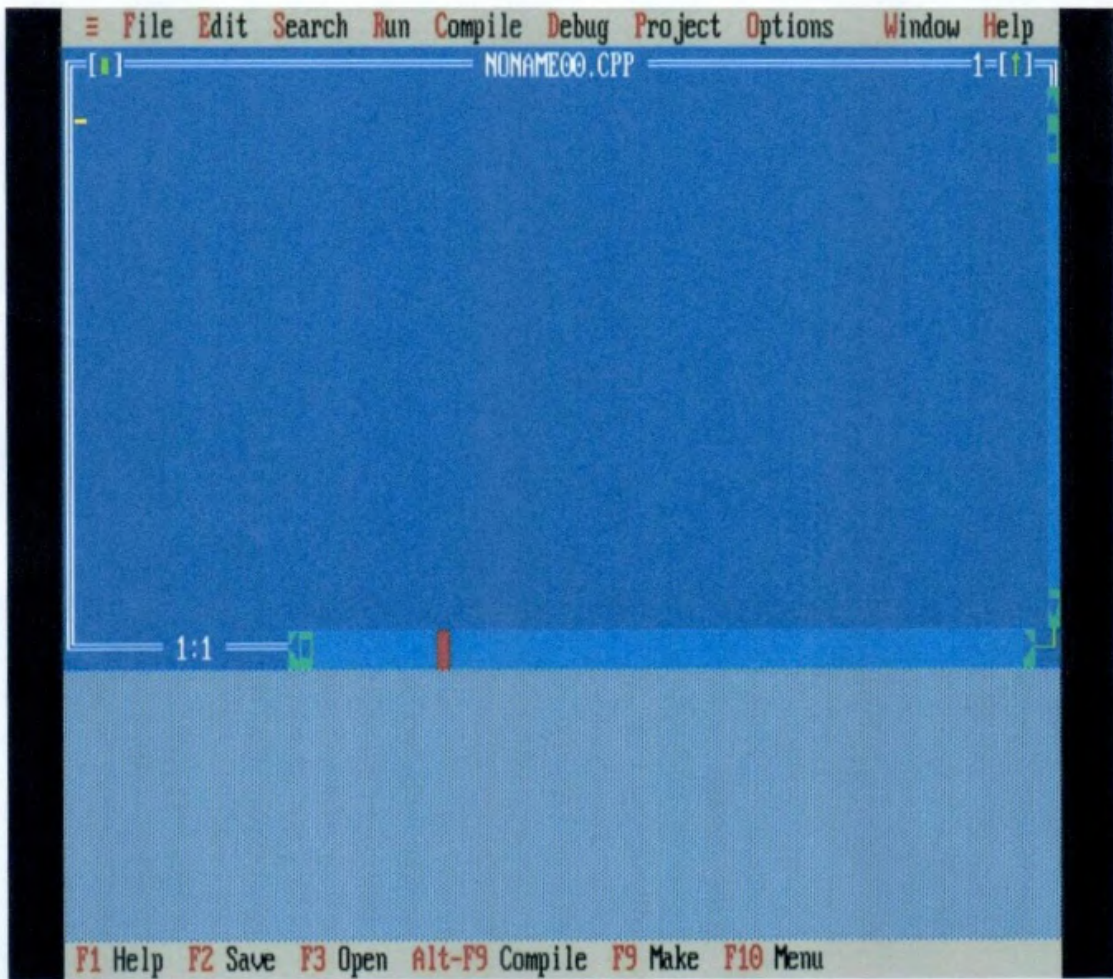 ≡ File Edit Search Run Compile Debug Project Options Window Help
[■] NONAME00.CPP 1=[↑]
1:1
F1 Help F2 Save F3 Open Alt-F9 Compile F9 Make F10 Menu